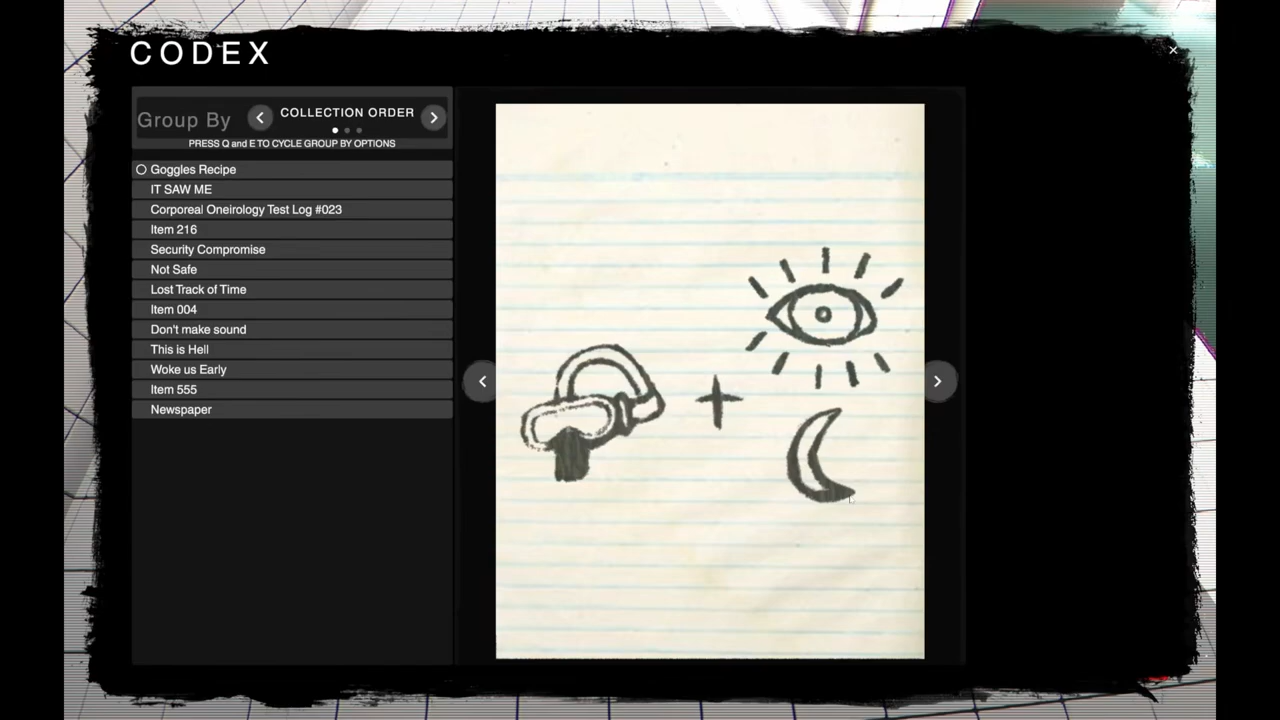 CODEX
Group By
COLLECTION ORDER
PRESS Q and E TO CYCLE GROUP BY OPTIONS
Goggles Recipe
IT SAW ME
Corporeal Oneirology Test Log #323
Item 216
Security Compromise
Not Safe
Lost Track of Time
Item 004
Don't make sound
This is Hell
Woke us Early
Item 555
Newspaper